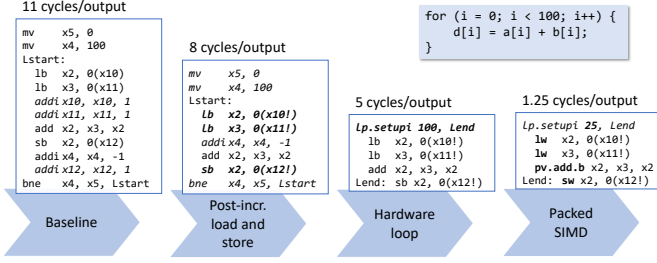 11 cycles/output
mv x5, 0
mv x4, 100
Lstart:
lb x2, 0(x10)
lb x3, 0(x11)
addi x10, x10, 1
addi x11, x11, 1
add x2, x3, x2
sb x2, 0(x12)
addi x4, x4, -1
addi x12, x12, 1
bne x4, x5, Lstart
Baseline
8 cycles/output
mv x5, 0
mv x4, 100
Lstart:
lb x2, 0(x10!)
lb x3, 0(x11!)
addi x4, x4, -1
add x2, x3, x2
sb x2, 0(x12!)
bne x4, x5, Lstart
Post-incr.
load and
store
for (i = 0; i < 100; i++) {
d[i] = a[i] + b[i];
}
5 cycles/output
Lp.setupi 100, Lend
lb x2, 0(x10!)
lb x3, 0(x11!)
add x2, x3, x2
Lend: sb x2, 0(x12!)
Hardware
loop
1.25 cycles/output
Lp.setupi 25, Lend
lw x2, 0(x10!)
lw x3, 0(x11!)
pv.add.b x2, x3, x2
Lend: sw x2, 0(x12!)
Packed
SIMD